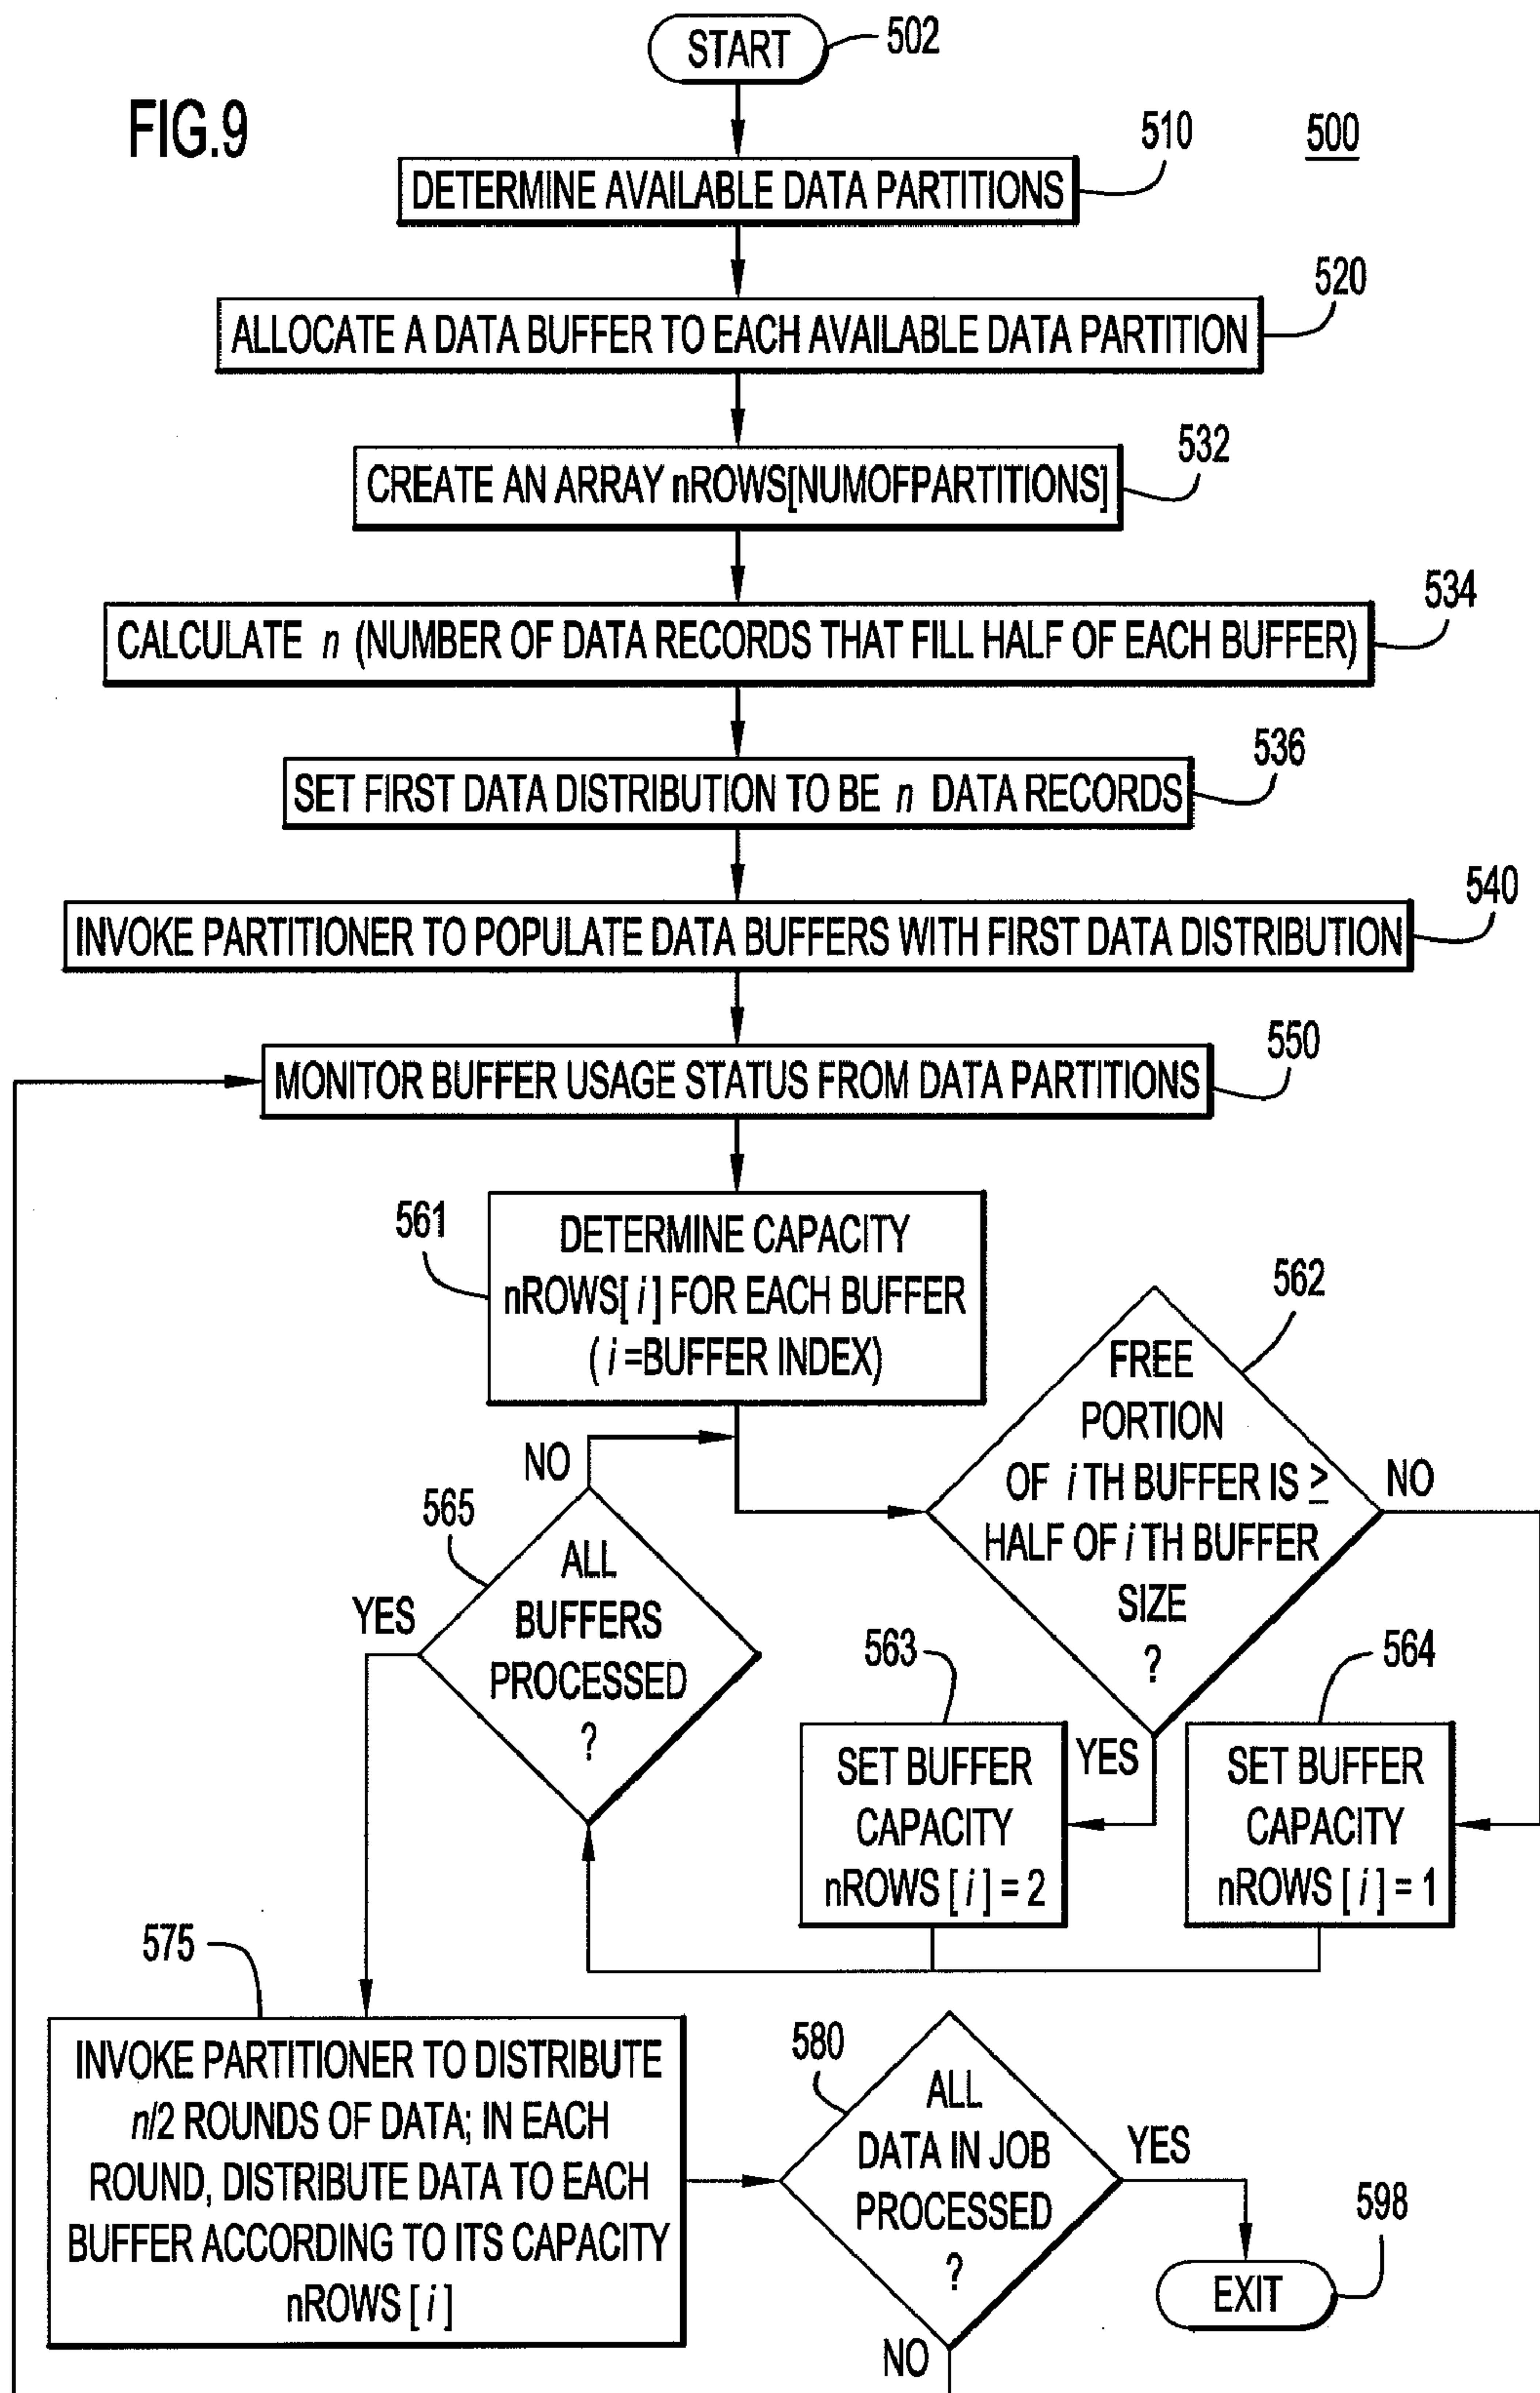 START
502
FIG.9
510
500
DETERMINE AVAILABLE DATA PARTITIONS
520
ALLOCATE A DATA BUFFER TO EACH AVAILABLE DATA PARTITION
532
CREATE AN ARRAY nROWS[NUMOFPARTITIONS]
534
CALCULATE n (NUMBER OF DATA RECORDS THAT FILL HALF OF EACH BUFFER)
536
SET FIRST DATA DISTRIBUTION TO BE n DATA RECORDS
540
INVOKE PARTITIONER TO POPULATE DATA BUFFERS WITH FIRST DATA DISTRIBUTION
550
MONITOR BUFFER USAGE STATUS FROM DATA PARTITIONS
561
DETERMINE CAPACITY
nROWS[ i ] FOR EACH BUFFER
( i =BUFFER INDEX)
562
FREE
PORTION
OF i TH BUFFER IS ≥
HALF OF i TH BUFFER
SIZE
?
NO
NO
565
ALL
BUFFERS
PROCESSED
?
YES
563
564
YES
SET BUFFER
CAPACITY
nROWS [ i ] = 2
SET BUFFER
CAPACITY
nROWS [ i ] = 1
575
INVOKE PARTITIONER TO DISTRIBUTE
n/2 ROUNDS OF DATA; IN EACH
ROUND, DISTRIBUTE DATA TO EACH
BUFFER ACCORDING TO ITS CAPACITY
nROWS [ i ]
580
ALL
DATA IN JOB
PROCESSED
?
YES
598
EXIT
NO